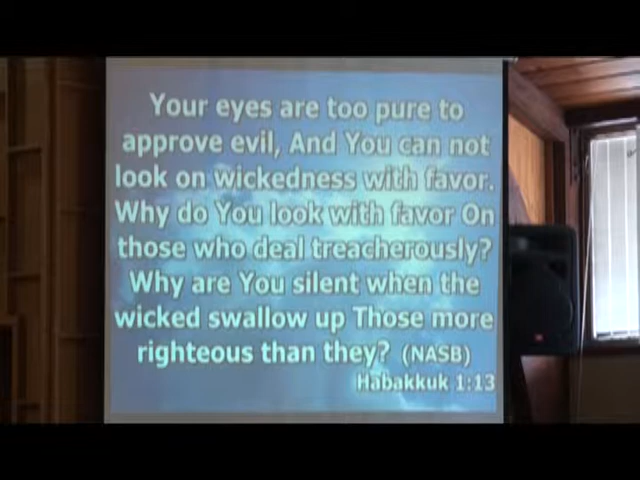 Your eyes are too pure to
approve evil, And You can not
look on wickedness with favor.
Why do You look with favor On
those who deal treacherously?
Why are You silent when the
wicked swallow up Those more
righteous than they? (NASB)
Habakkuk 1:13